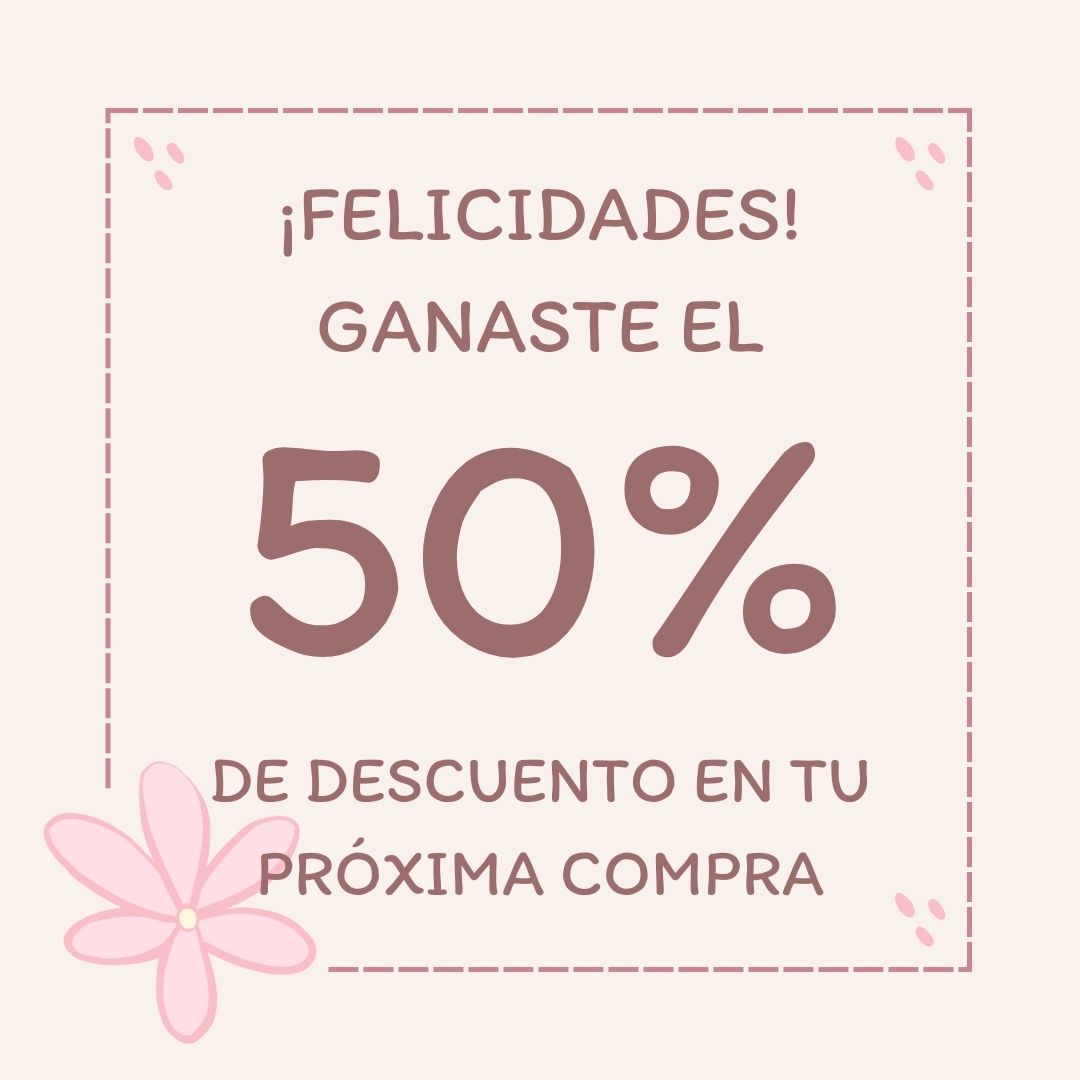 ¡FELICIDADES!
GANASTE EL
50%
DE DESCUENTO EN TU
PRÓXIMA COMPRA